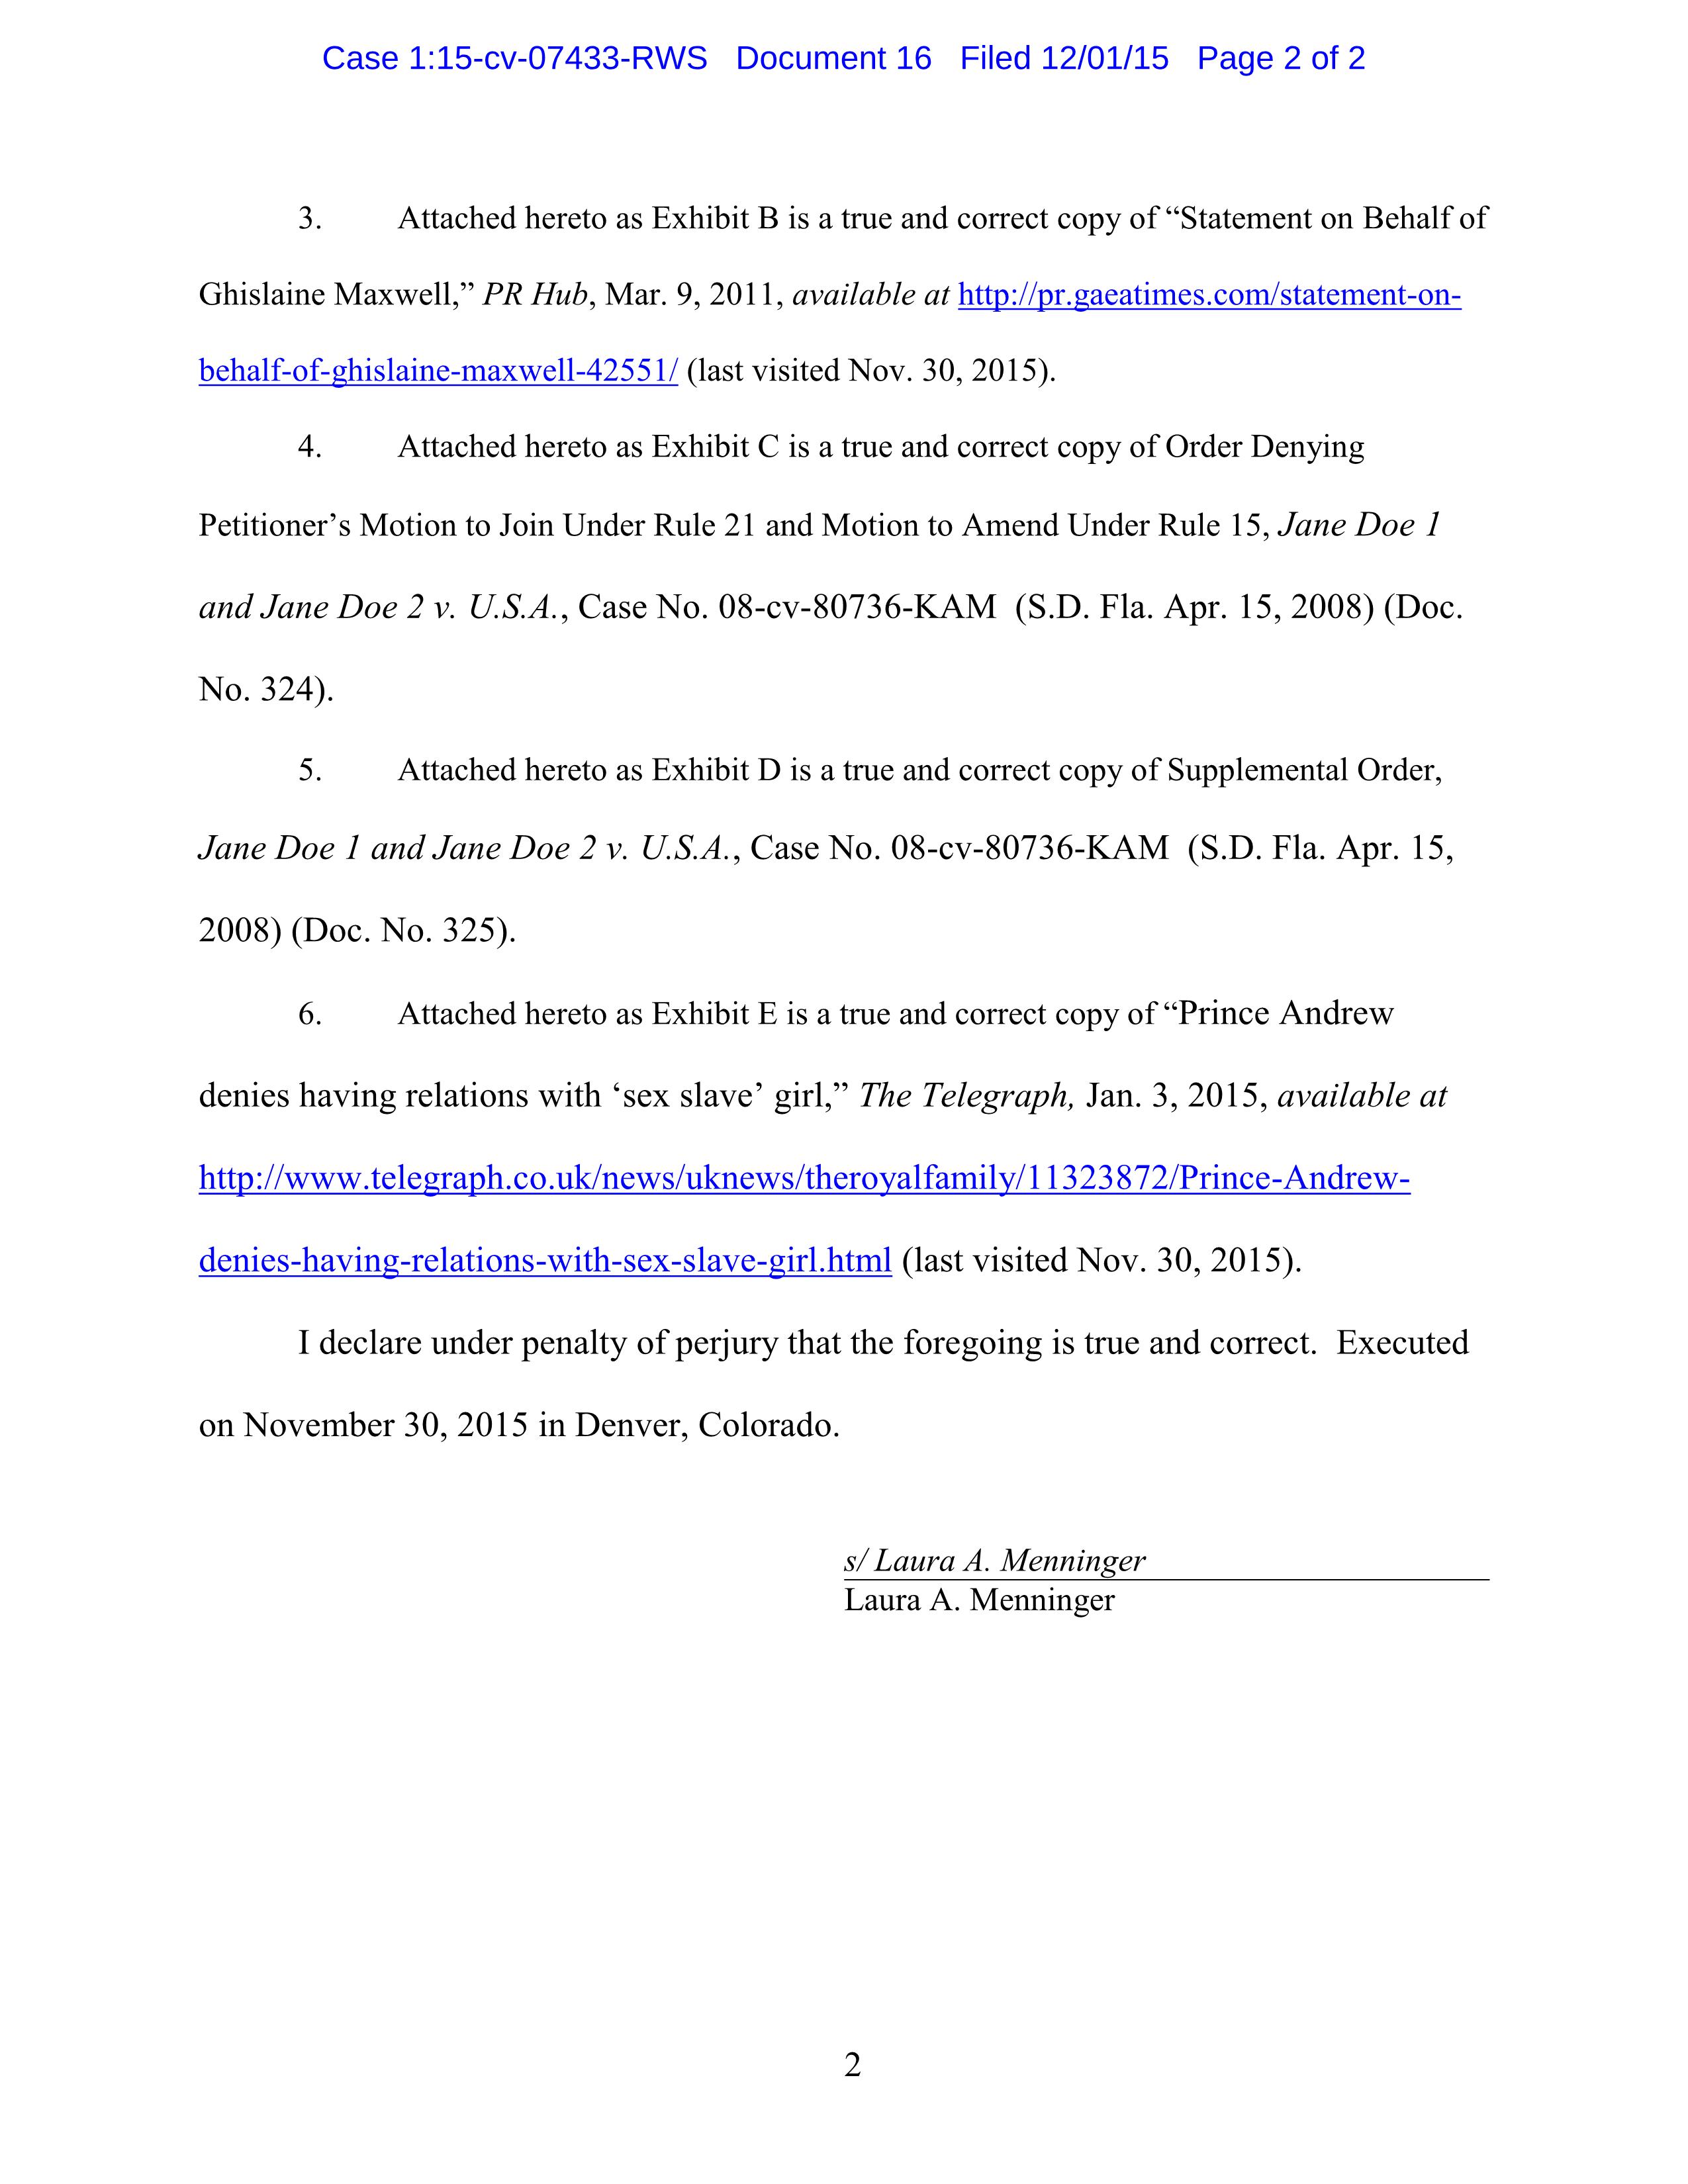 Case 1:15-cv-07433-RWS Document 16 Filed 12/01/15 Page 2 of 2
3. Attached hereto as Exhibit B is a true and correct copy of “Statement on Behalf of
Ghislaine Maxwell,” PR Hub, Mar. 9, 2011, available at http://pr.gaeatimes.com/statement-on-
behalf-of-ghislaine-maxwell-42551/ (last visited Nov. 30, 2015).
4. Attached hereto as Exhibit C is a true and correct copy of Order Denying
Petitioner’s Motion to Join Under Rule 21 and Motion to Amend Under Rule 15, Jane Doe 1
and Jane Doe 2 v. U.S.A., Case No. 08-cv-80736-KAM (S.D. Fla. Apr. 15, 2008) (Doc.
No. 324).
5. Attached hereto as Exhibit D is a true and correct copy of Supplemental Order,
Jane Doe 1 and Jane Doe 2 v. U.S.A., Case No. 08-cv-80736-KAM (S.D. Fla. Apr. 15,
2008) (Doc. No. 325).
6. Attached hereto as Exhibit E is a true and correct copy of “Prince Andrew
denies having relations with ‘sex slave’ girl,” The Telegraph, Jan. 3, 2015, available at
http://www.telegraph.co.uk/news/uknews/theroyalfamily/11323872/Prince-Andrew-
denies-having-relations-with-sex-slave-girl.html (last visited Nov. 30, 2015).
I declare under penalty of perjury that the foregoing is true and correct. Executed
on November 30, 2015 in Denver, Colorado.
s/ Laura A. Menninger
Laura A. Menninger
2